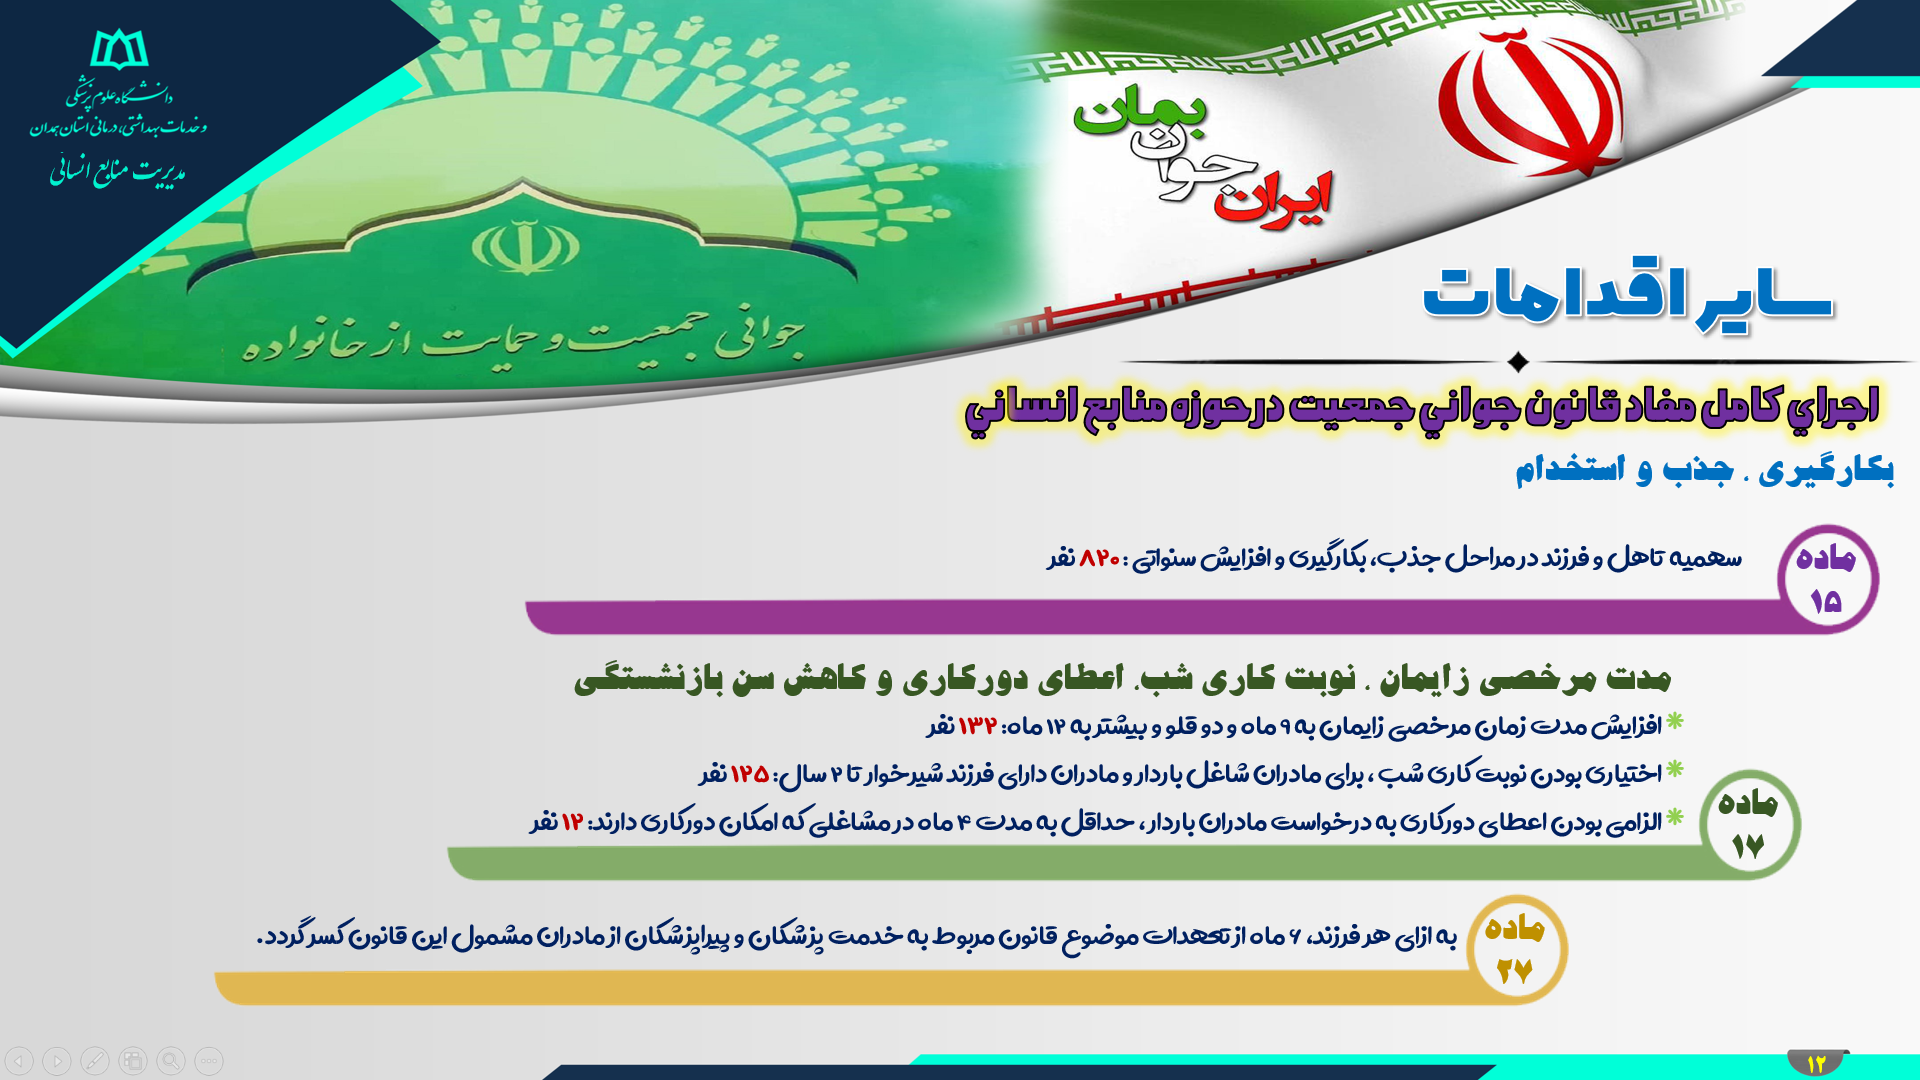 دانشگاه علوم پزشکی
و خدمات بهداشتی، درمانی استان همدان
مدیریت منابع انسانی
جوانی جمعیت و حمایت از خانواده
ایران
جوان
بمان
سایر اقدامات
اجراي کامل مفاد قانون جواني جمعیت در حوزه منابع انساني
بکارگیری ، جذب و استخدام
ماده
۱۵
سهمیه تاهل و فرزند در مراحل جذب، بکارگیری و افزایش سنواتی : ۸۲۰ نفر
مدت مرخصی زایمان ، نوبت کاری شب، اعطای دورکاری و کاهش سن بازنشستگی
* افزایش مدت زمان مرخصی زایمان به ۹ ماه و دو قلو و بیشتر به ۱۲ ماه: ۱۳۲ نفر
* اختیاری بودن نوبت کاری شب ، برای مادران شاغل باردار و مادران دارای فرزند شیرخوار تا ۲ سال: ۱۲۵ نفر
* الزامی بودن اعطای دورکاری به درخواست مادران باردار ، حداقل به مدت ۴ ماه در مشاغلی که امکان دورکاری دارند: ۱۲ نفر
ماده
۱۷
ماده
۲۷
به ازای هر فرزند، ۶ ماه از تعهدات موضوع قانون مربوط به خدمت پزشکان و پیراپزشکان از مادران مشمول این قانون کسر گردد.
۱۲